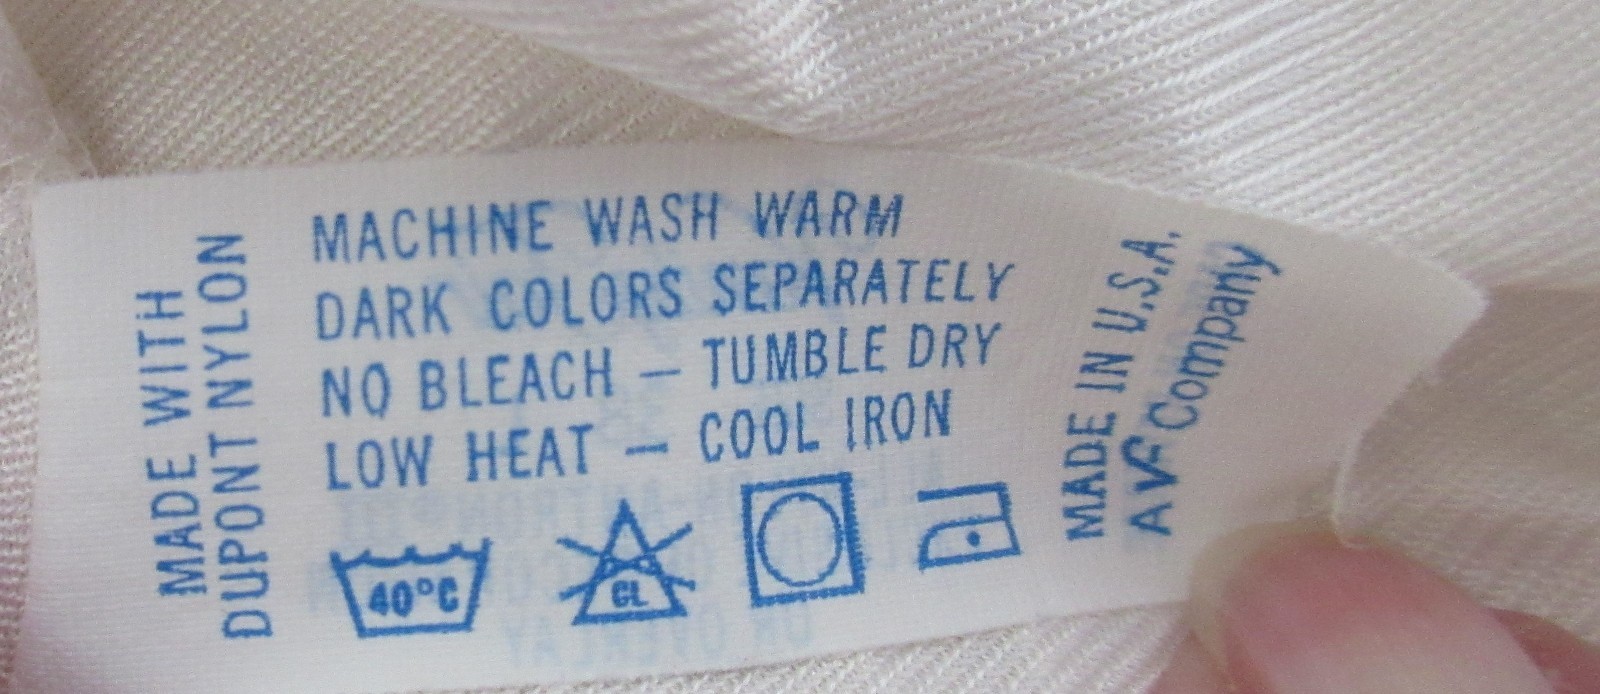 MADE WITH
DUPONT NYLON
MACHINE WASH WARM
DARK COLORS SEPARATELY
NO BLEACH — TUMBLE DRY
LOW HEAT — COOL IRON
40°C
CL
MADE IN U.S.A.
AVF Company